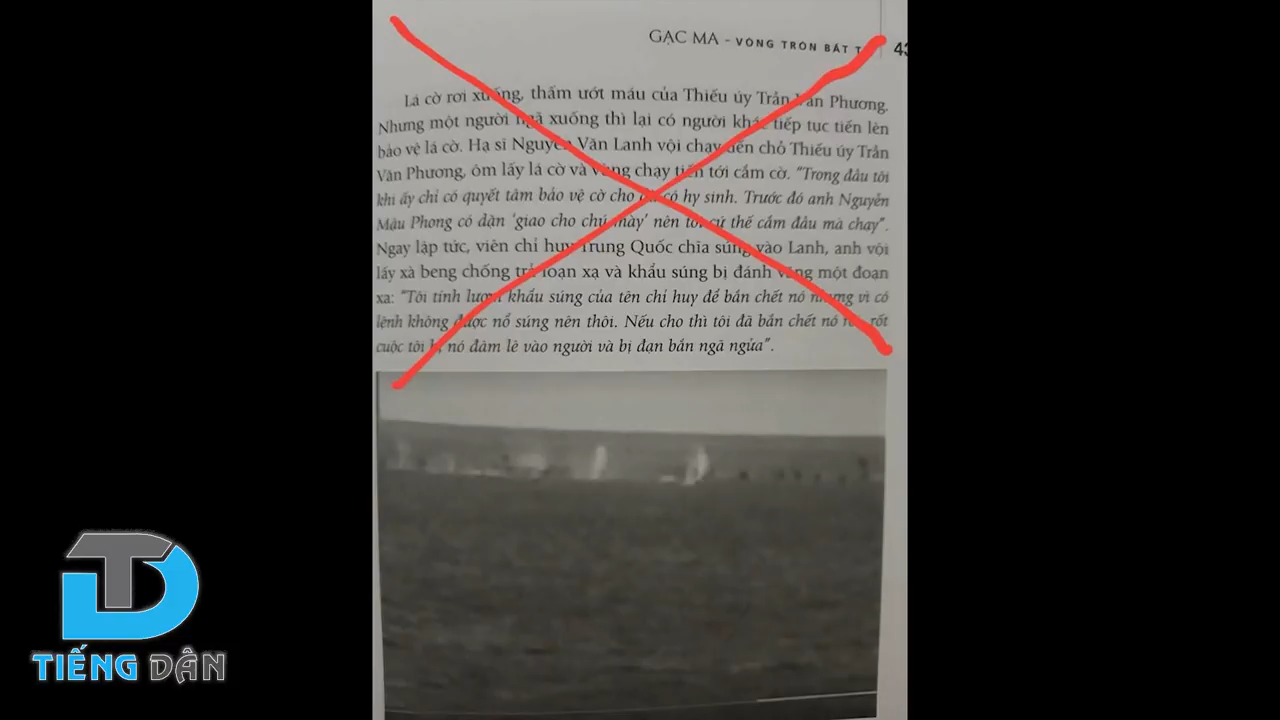 GẠC MA - VÒNG TRÒN BẤT
Lá cờ rơi xuống, thấm ướt máu của Thiếu úy Trần Văn Phương.
Nhưng một người ngã xuống thì lại có người khác tiếp tục tiến lên
bảo vệ lá cờ. Hạ sĩ Nguyễn Văn Lanh vội chạy đến chỗ Thiếu úy Trần
Văn Phương, ôm lấy lá cờ và vùng chạy tiến tới cắm cờ. "Trong đầu tôi
khi ấy chỉ có quyết tâm bảo vệ cờ cho dù có hy sinh. Trước đó anh Nguyễn
Mậu Phong có dặn 'giao cho chú mày' nên tôi cứ thế cắm đầu mà chạy".
Ngay lập tức, viên chỉ huy Trung Quốc chĩa súng vào Lanh, anh vội
lấy xà beng chống trả loạn xạ và khẩu súng bị đánh văng một đoạn
xa: "Tôi tính lượm khẩu súng của tên chỉ huy để bắn chết nó nhưng vì có
lệnh không được nổ súng nên thôi. Nếu cho thì tôi đã bắn chết nó rồi, rốt
cuộc tôi bị nó đâm lê vào người và bị đạn bắn ngã ngửa".
TD
TIẾNG DÂN